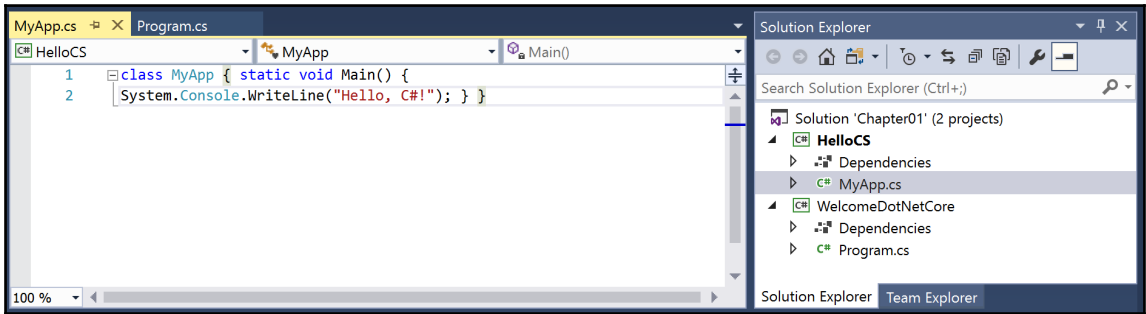 MyApp.cs Program.cs
C# HelloCS MyApp Main()
1 class MyApp { static void Main() {
2 System.Console.WriteLine("Hello, C#!"); } }
100 %
Solution Explorer
Search Solution Explorer (Ctrl+;)
Solution 'Chapter01' (2 projects)
C# HelloCS
Dependencies
C# MyApp.cs
C# WelcomeDotNetCore
Dependencies
C# Program.cs
Solution Explorer Team Explorer